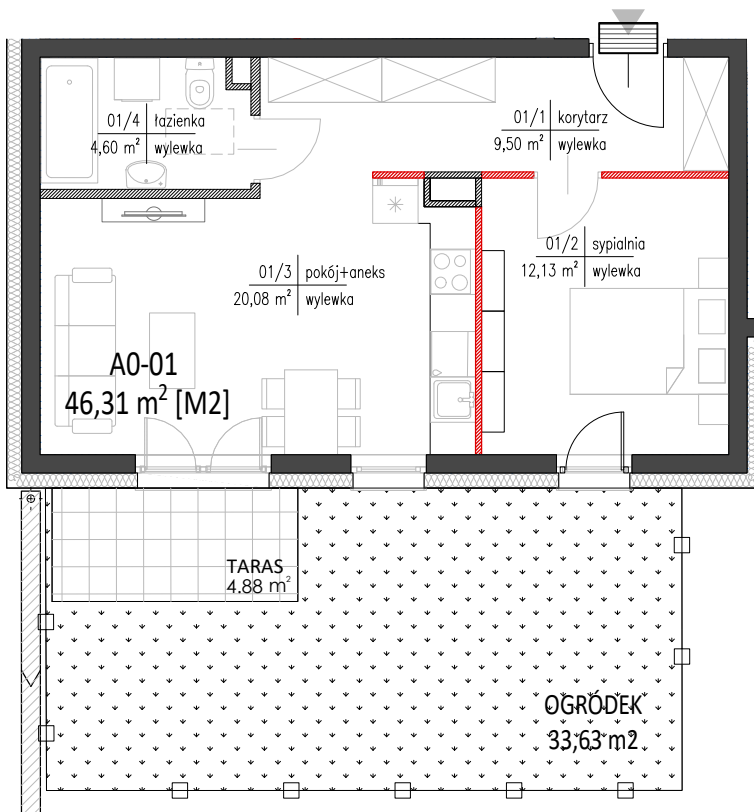 01/4 łazienka
4,60 m² wylewka
01/1 korytarz
9,50 m² wylewka
01/2 sypialnia
12,13 m² wylewka
01/3 pokój+aneks
20,08 m² wylewka
A0-01
46,31 m² [M2]
TARAS
4.88 m²
OGRÓDEK
33,63 m2